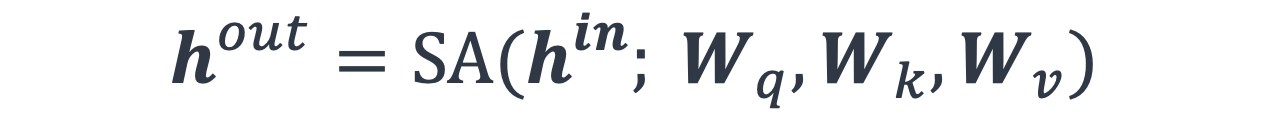 h^out = SA(h^in; W_q, W_k, W_v)